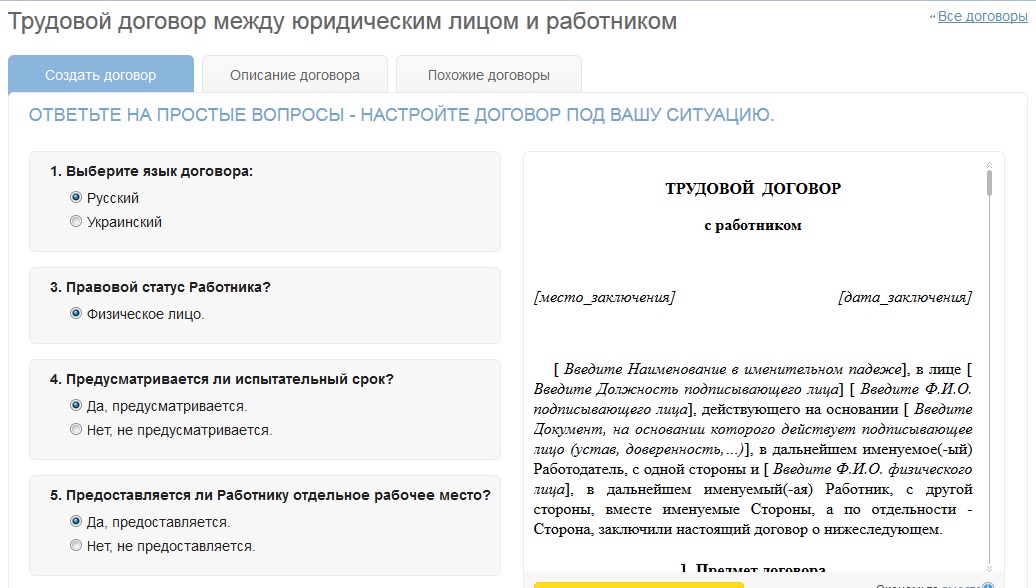 Трудовой договор между юридическим лицом и работником
Все договоры
Создать договор
Описание договора
Похожие договоры
ОТВЕТЬТЕ НА ПРОСТЫЕ ВОПРОСЫ - НАСТРОЙТЕ ДОГОВОР ПОД ВАШУ СИТУАЦИЮ.
1. Выберите язык договора:
Русский
Украинский
3. Правовой статус Работника?
Физическое лицо.
4. Предусматривается ли испытательный срок?
Да, предусматривается.
Нет, не предусматривается.
5. Предоставляется ли Работнику отдельное рабочее место?
Да, предоставляется.
Нет, не предоставляется.
ТРУДОВОЙ ДОГОВОР
с работником
[место_заключения] [дата_заключения]
[ Введите Наименование в именительном падеже], в лице [
Введите Должность подписывающего лица] [ Введите Ф.И.О.
подписывающего лица], действующего на основании [ Введите
Документ, на основании которого действует подписывающее
лицо (устав, доверенность,...)], в дальнейшем именуемое(-ый)
Работодатель, с одной стороны и [ Введите Ф.И.О. физического
лица], в дальнейшем именуемый(-ая) Работник, с другой
стороны, вместе именуемые Стороны, а по отдельности -
Сторона, заключили настоящий договор о нижеследующем.
1. Предмет договора